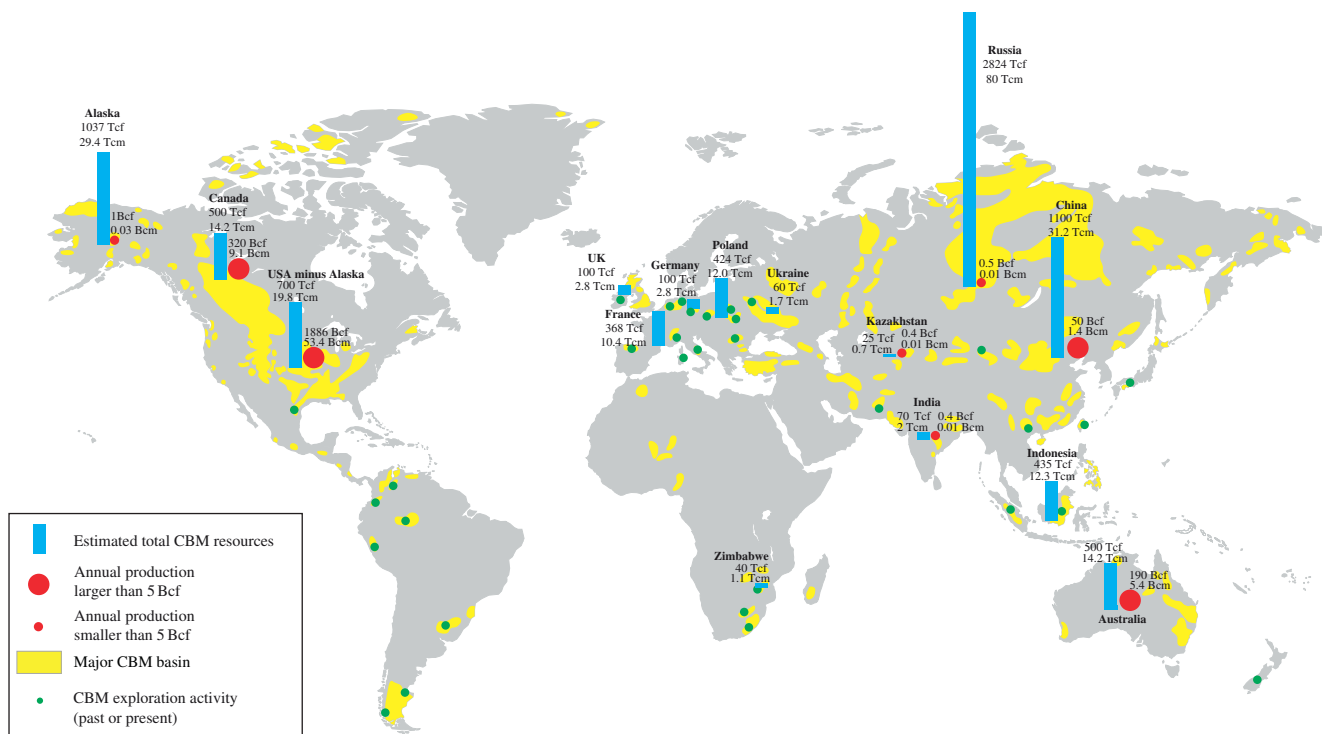 Russia
2824 Tcf
80 Tcm
Alaska
1037 Tcf
29.4 Tcm
1Bcf
0.03 Bcm
Canada
500 Tcf
14.2 Tcm
320 Bcf
9.1 Bcm
USA minus Alaska
700 Tcf
19.8 Tcm
1886 Bcf
53,4 Bcm
UK
100 Tcf
2.8 Tcm
Germany
100 Tcf
2.8 Tcm
Poland
424 Tcf
12.0 Tcm
Ukraine
60 Tcf
1.7 Tcm
France
368 Tcf
10.4 Tcm
Kazakhstan
25 Tcf
0.7 Tcm
0.4 Bcf
0.01 Bcm
0.5 Bcf
0.01 Bcm
China
1100 Tcf
31.2 Tcm
50 Bcf
1.4 Bcm
India
70 Tcf
2 Tcm
0.4 Bcf
0.01 Bcm
Indonesia
435 Tcf
12.3 Tcm
Zimbabwe
40 Tcf
1.1 Tcm
500 Tcf
14.2 Tcm
190 Bcf
5.4 Bcm
Australia
Estimated total CBM resources
Annual production
larger than 5 Bcf
Annual production
smaller than 5 Bcf
Major CBM basin
CBM exploration activity
(past or present)